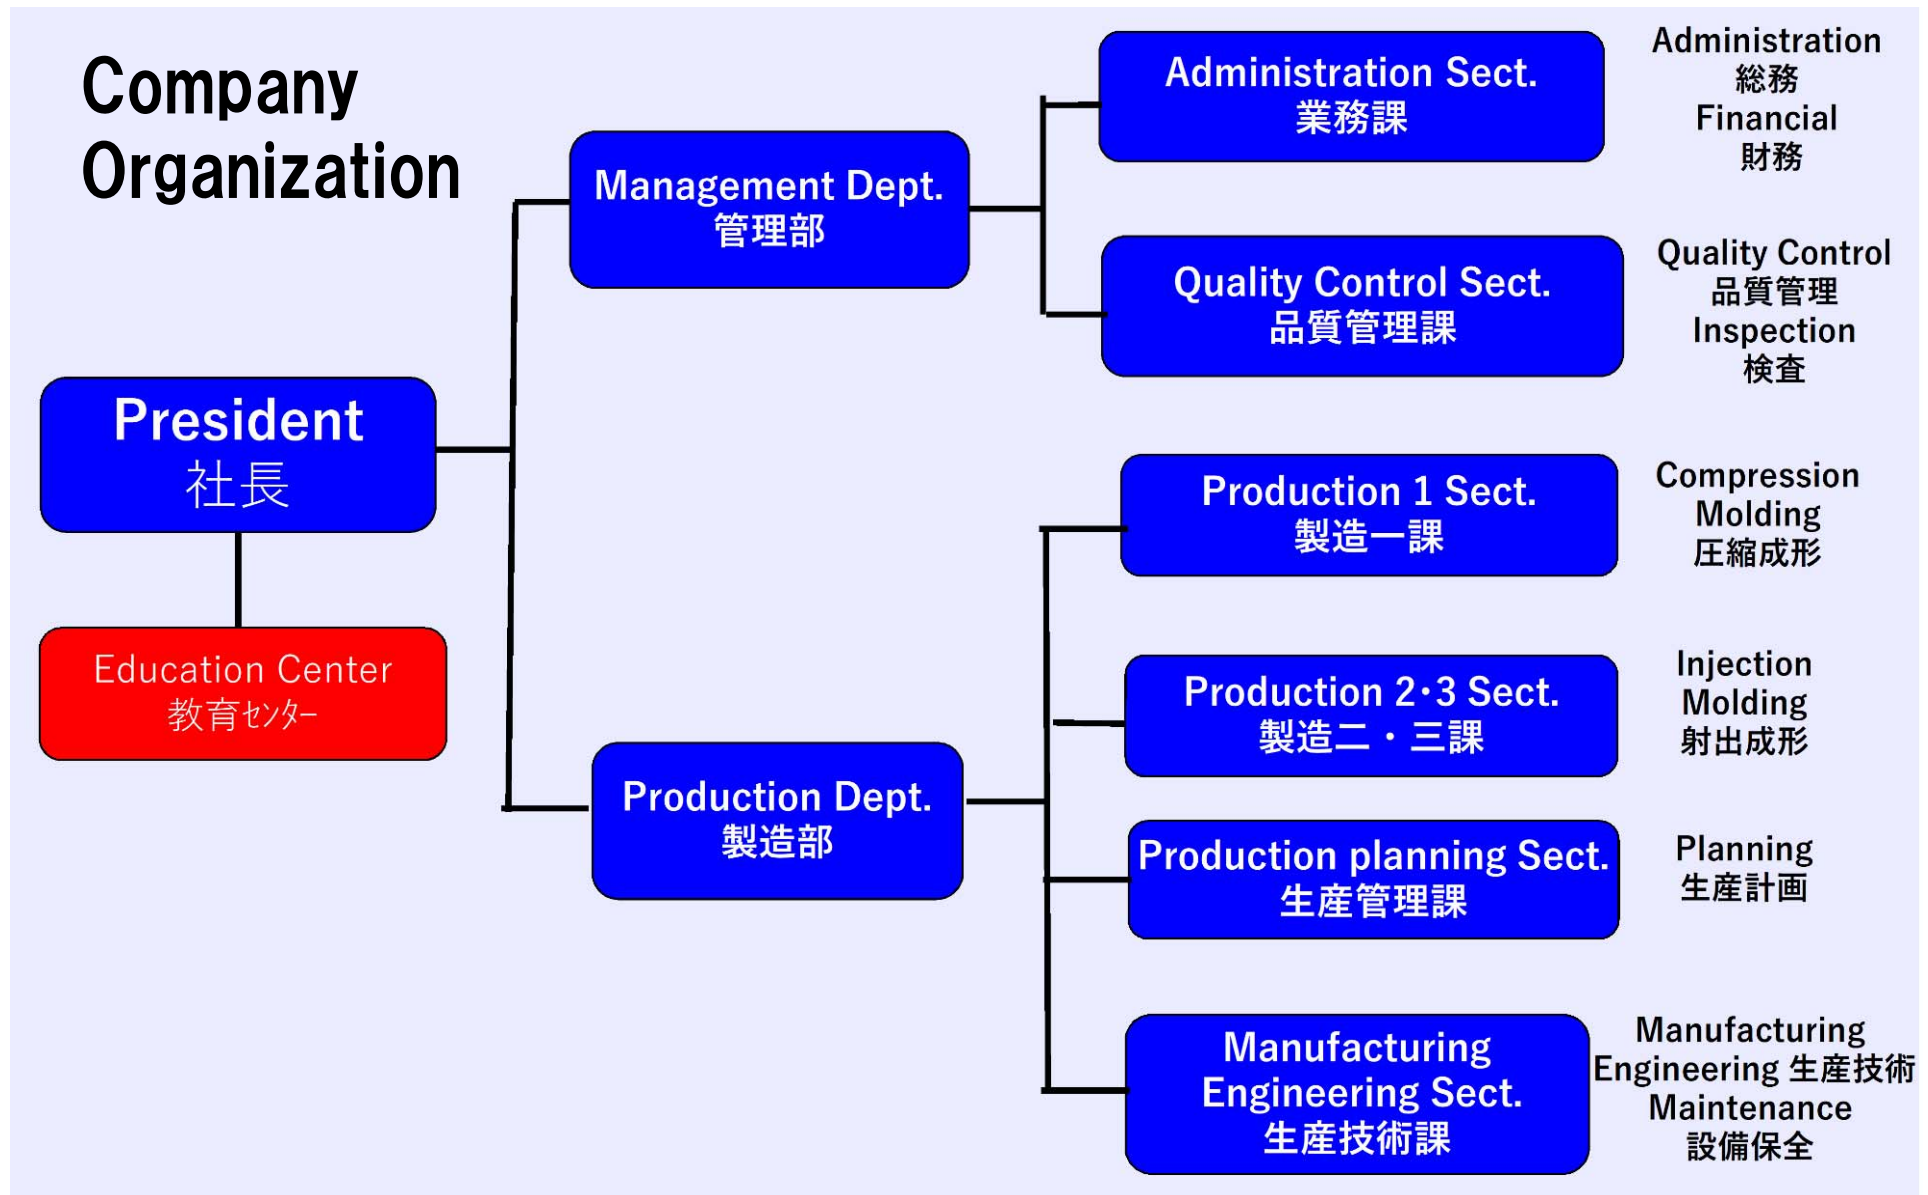 Company
Organization
President
社長
Education Center
教育ｾﾝﾀｰ
Management Dept.
管理部
Administration Sect.
業務課
Administration
総務
Financial
財務
Quality Control Sect.
品質管理課
Quality Control
品質管理
Inspection
検査
Production Dept.
製造部
Production 1 Sect.
製造一課
Compression
Molding
圧縮成形
Production 2･3 Sect.
製造二・三課
Injection
Molding
射出成形
Production planning Sect.
生産管理課
Planning
生産計画
Manufacturing
Engineering Sect.
生産技術課
Manufacturing
Engineering 生産技術
Maintenance
設備保全